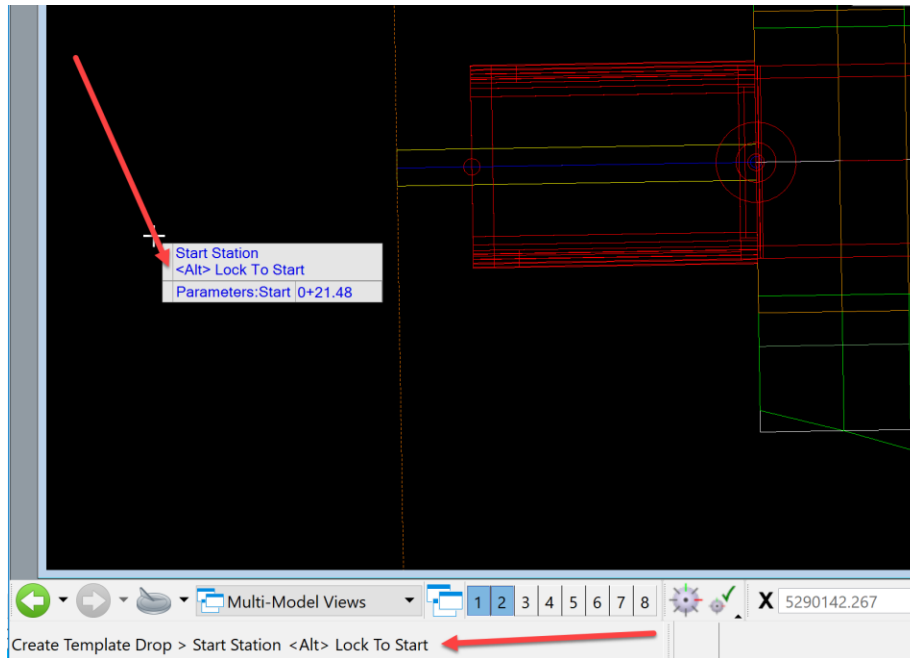 Start Station
<Alt> Lock To Start
Parameters:Start 0+21.48
Multi-Model Views 1 2 3 4 5 6 7 8 X 5290142.267
Create Template Drop > Start Station <Alt> Lock To Start